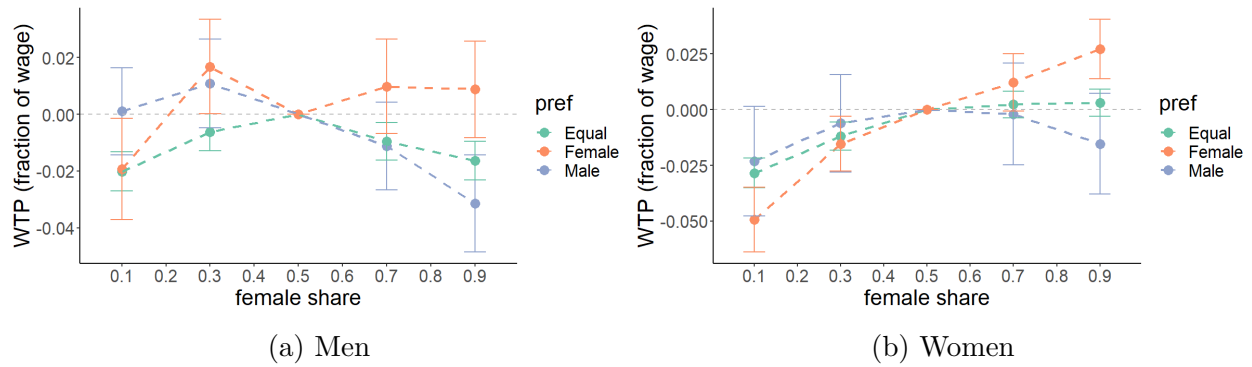 WTP (fraction of wage)
0.02
0.00
-0.02
-0.04
0.1 0.2 0.3 0.4 0.5 0.6 0.7 0.8 0.9
female share
pref
Equal
Female
Male
(a) Men
WTP (fraction of wage)
0.025
0.000
-0.025
-0.050
0.1 0.2 0.3 0.4 0.5 0.6 0.7 0.8 0.9
female share
pref
Equal
Female
Male
(b) Women